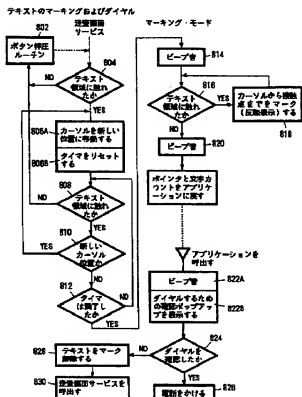 テキストのマーキングおよびダイヤル
802
ボタン押圧
ルーチン
走査画面
サービス
804
テキスト
領域に触れ
たか
NO
YES
806A
カーソルを新しい
位置に移動する
806B
タイマをリセット
する
808
テキスト
領域に触れ
たか
NO
YES
810
新しい
カーソル
位置か
YES
NO
812
タイマ
は満了し
たか
NO
YES
マーキング・モード
814
ビープ音
816
テキスト
領域に触れ
たか
YES
NO
カーソルから接触
点までをマーク
(反転表示)する
818
820
ビープ音
ポインタと文字カ
ウントをアプリケ
ーションに戻す
アプリケーションを
呼出す
822A
ビープ音
ダイヤルするため
の確認ポップアッ
プを表示する
822B
824
ダイヤルを
確認したか
NO
YES
828
テキストをマーク
解除する
830
走査画面サービスを
呼出す
826
電話をかける